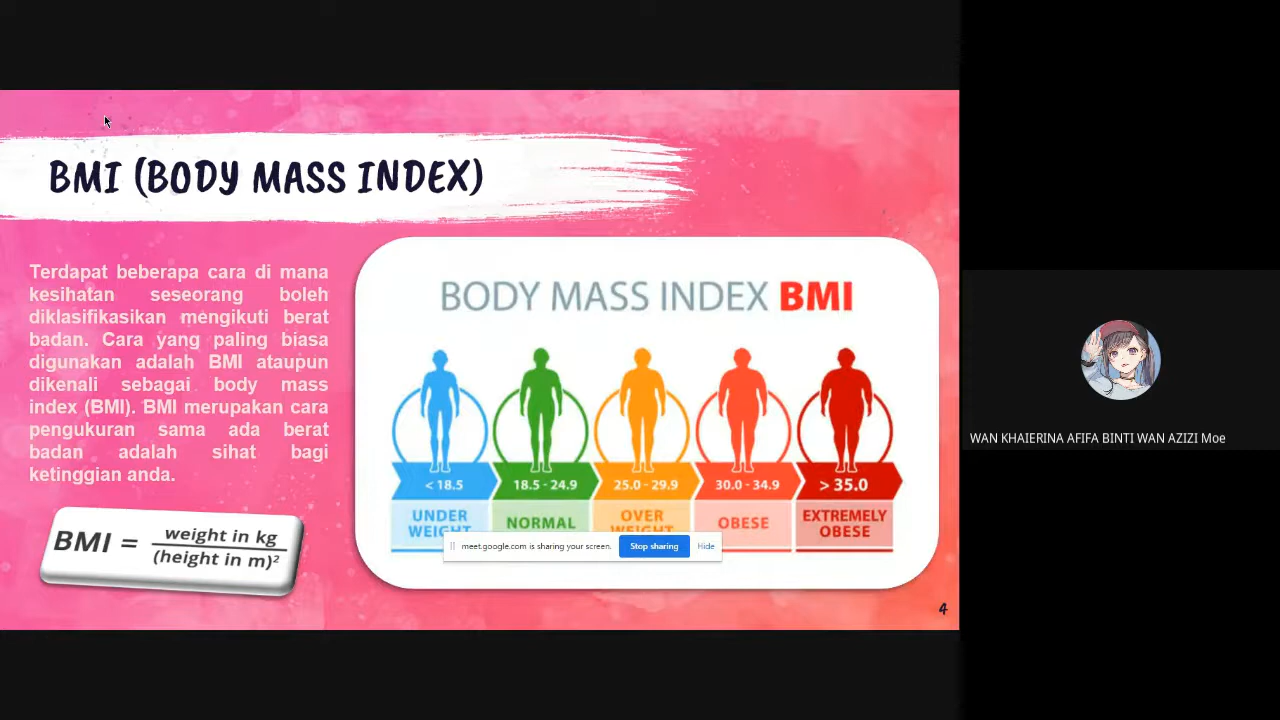 BMI (BODY MASS INDEX)
Terdapat beberapa cara di mana
kesihatan seseorang boleh
diklasifikasikan mengikuti berat
badan. Cara yang paling biasa
digunakan adalah BMI ataupun
dikenali sebagai body mass
index (BMI). BMI merupakan cara
pengukuran sama ada berat
badan adalah sihat bagi
ketinggian anda.
BMI = weight in kg
(height in m)²
BODY MASS INDEX BMI
< 18.5 18.5 - 24.9 25.0 - 29.9 30.0 - 34.9 > 35.0
UNDER WEIGHT NORMAL OVER WEIGHT OBESE EXTREMELY OBESE
meet.google.com is sharing your screen. Stop sharing Hide
4
WAN KHAIERINA AFIFA BINTI WAN AZIZI Moe